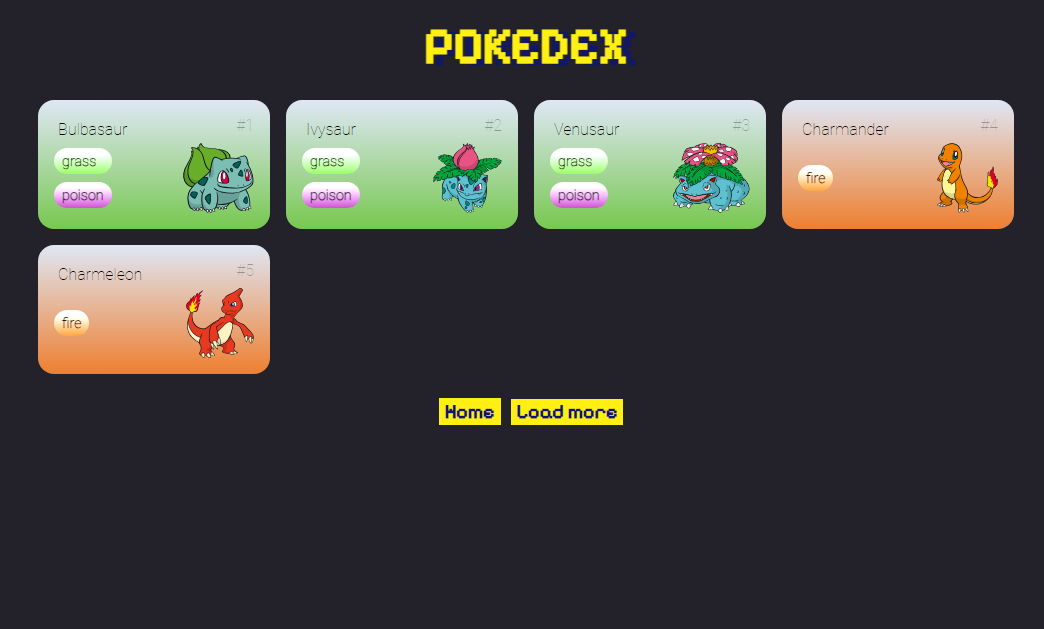 POKEDEX
Bulbasaur #1
grass
poison
Ivysaur #2
grass
poison
Venusaur #3
grass
poison
Charmander #4
fire
Charmeleon #5
fire
Home
Load more